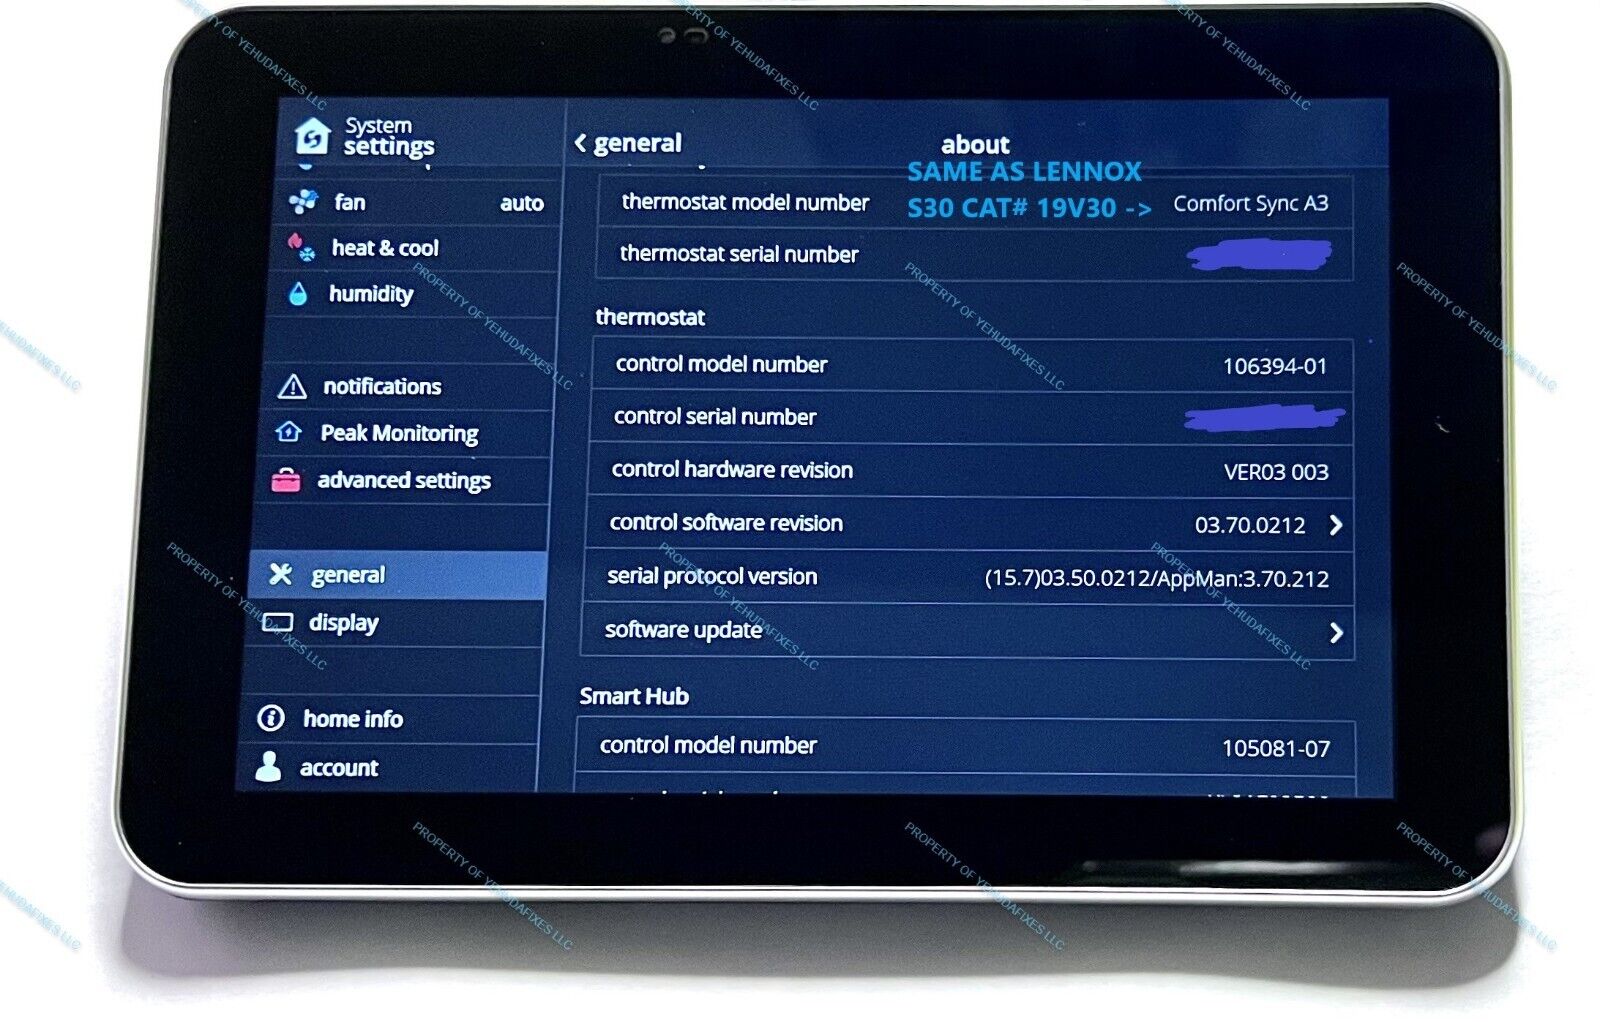 System
settings
fan auto
heat & cool
humidity
notifications
Peak Monitoring
advanced settings
general
display
home info
account
< general about
SAME AS LENNOX
S30 CAT# 19V30 ->
thermostat model number Comfort Sync A3
thermostat serial number
thermostat
control model number 106394-01
control serial number
control hardware revision VER03 003
control software revision 03.70.0212 >
serial protocol version (15.7)03.50.0212/AppMan:3.70.212
software update >
Smart Hub
control model number 105081-07
PROPERTY OF YEHUDAFIXES LLC